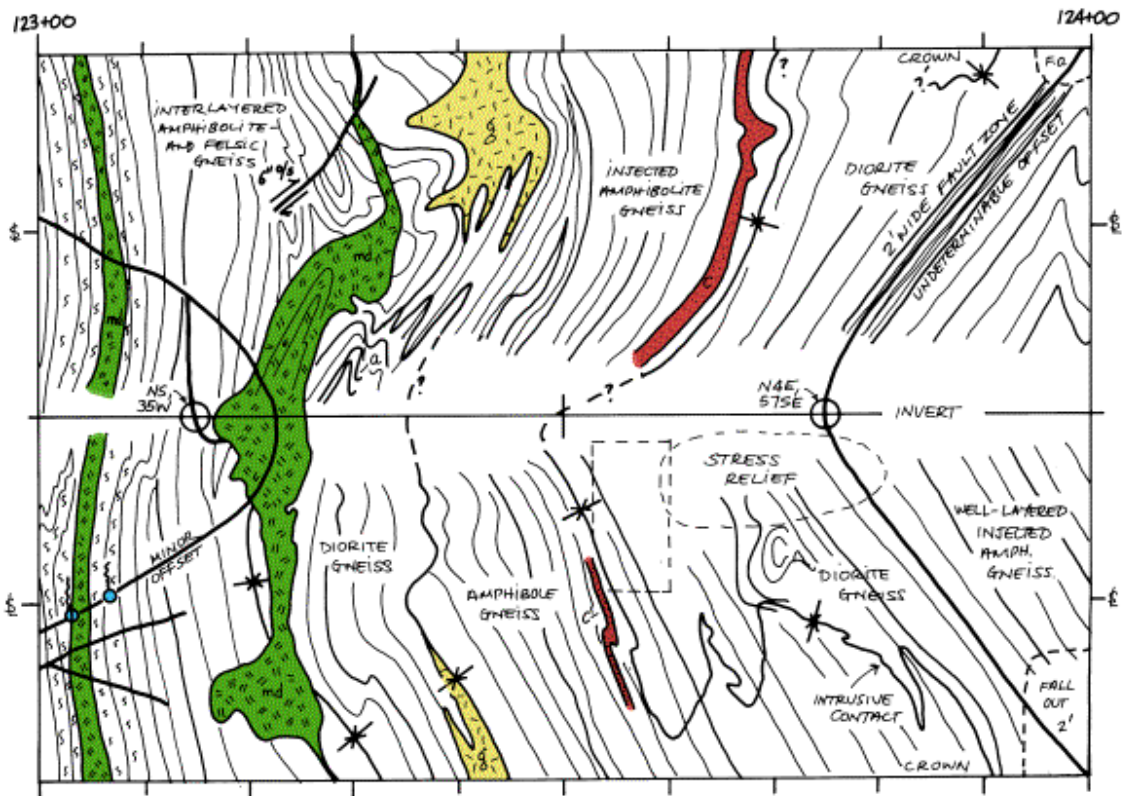 123+00
124+00
CROWN
F.O.
?
?
?
INTERLAYERED
AMPHIBOLITE-
AND FELSIC
GNEISS
6" O/S
g
INJECTED
AMPHIBOLITE
GNEISS
DIORITE
GNEISS
2' WIDE FAULT ZONE
UNDETERMINABLE OFFSET
md
md
C
a
?
?
N5,
35W
N4E,
57SE
INVERT
STRESS
RELIEF
MINOR
OFFSET
DIORITE
GNEISS
AMPHIBOLE
GNEISS
C
CA
DIORITE
GNEISS
WELL-LAYERED
INJECTED
AMPH.
GNEISS.
md
g
INTRUSIVE
CONTACT
FALL
OUT
2'
CROWN